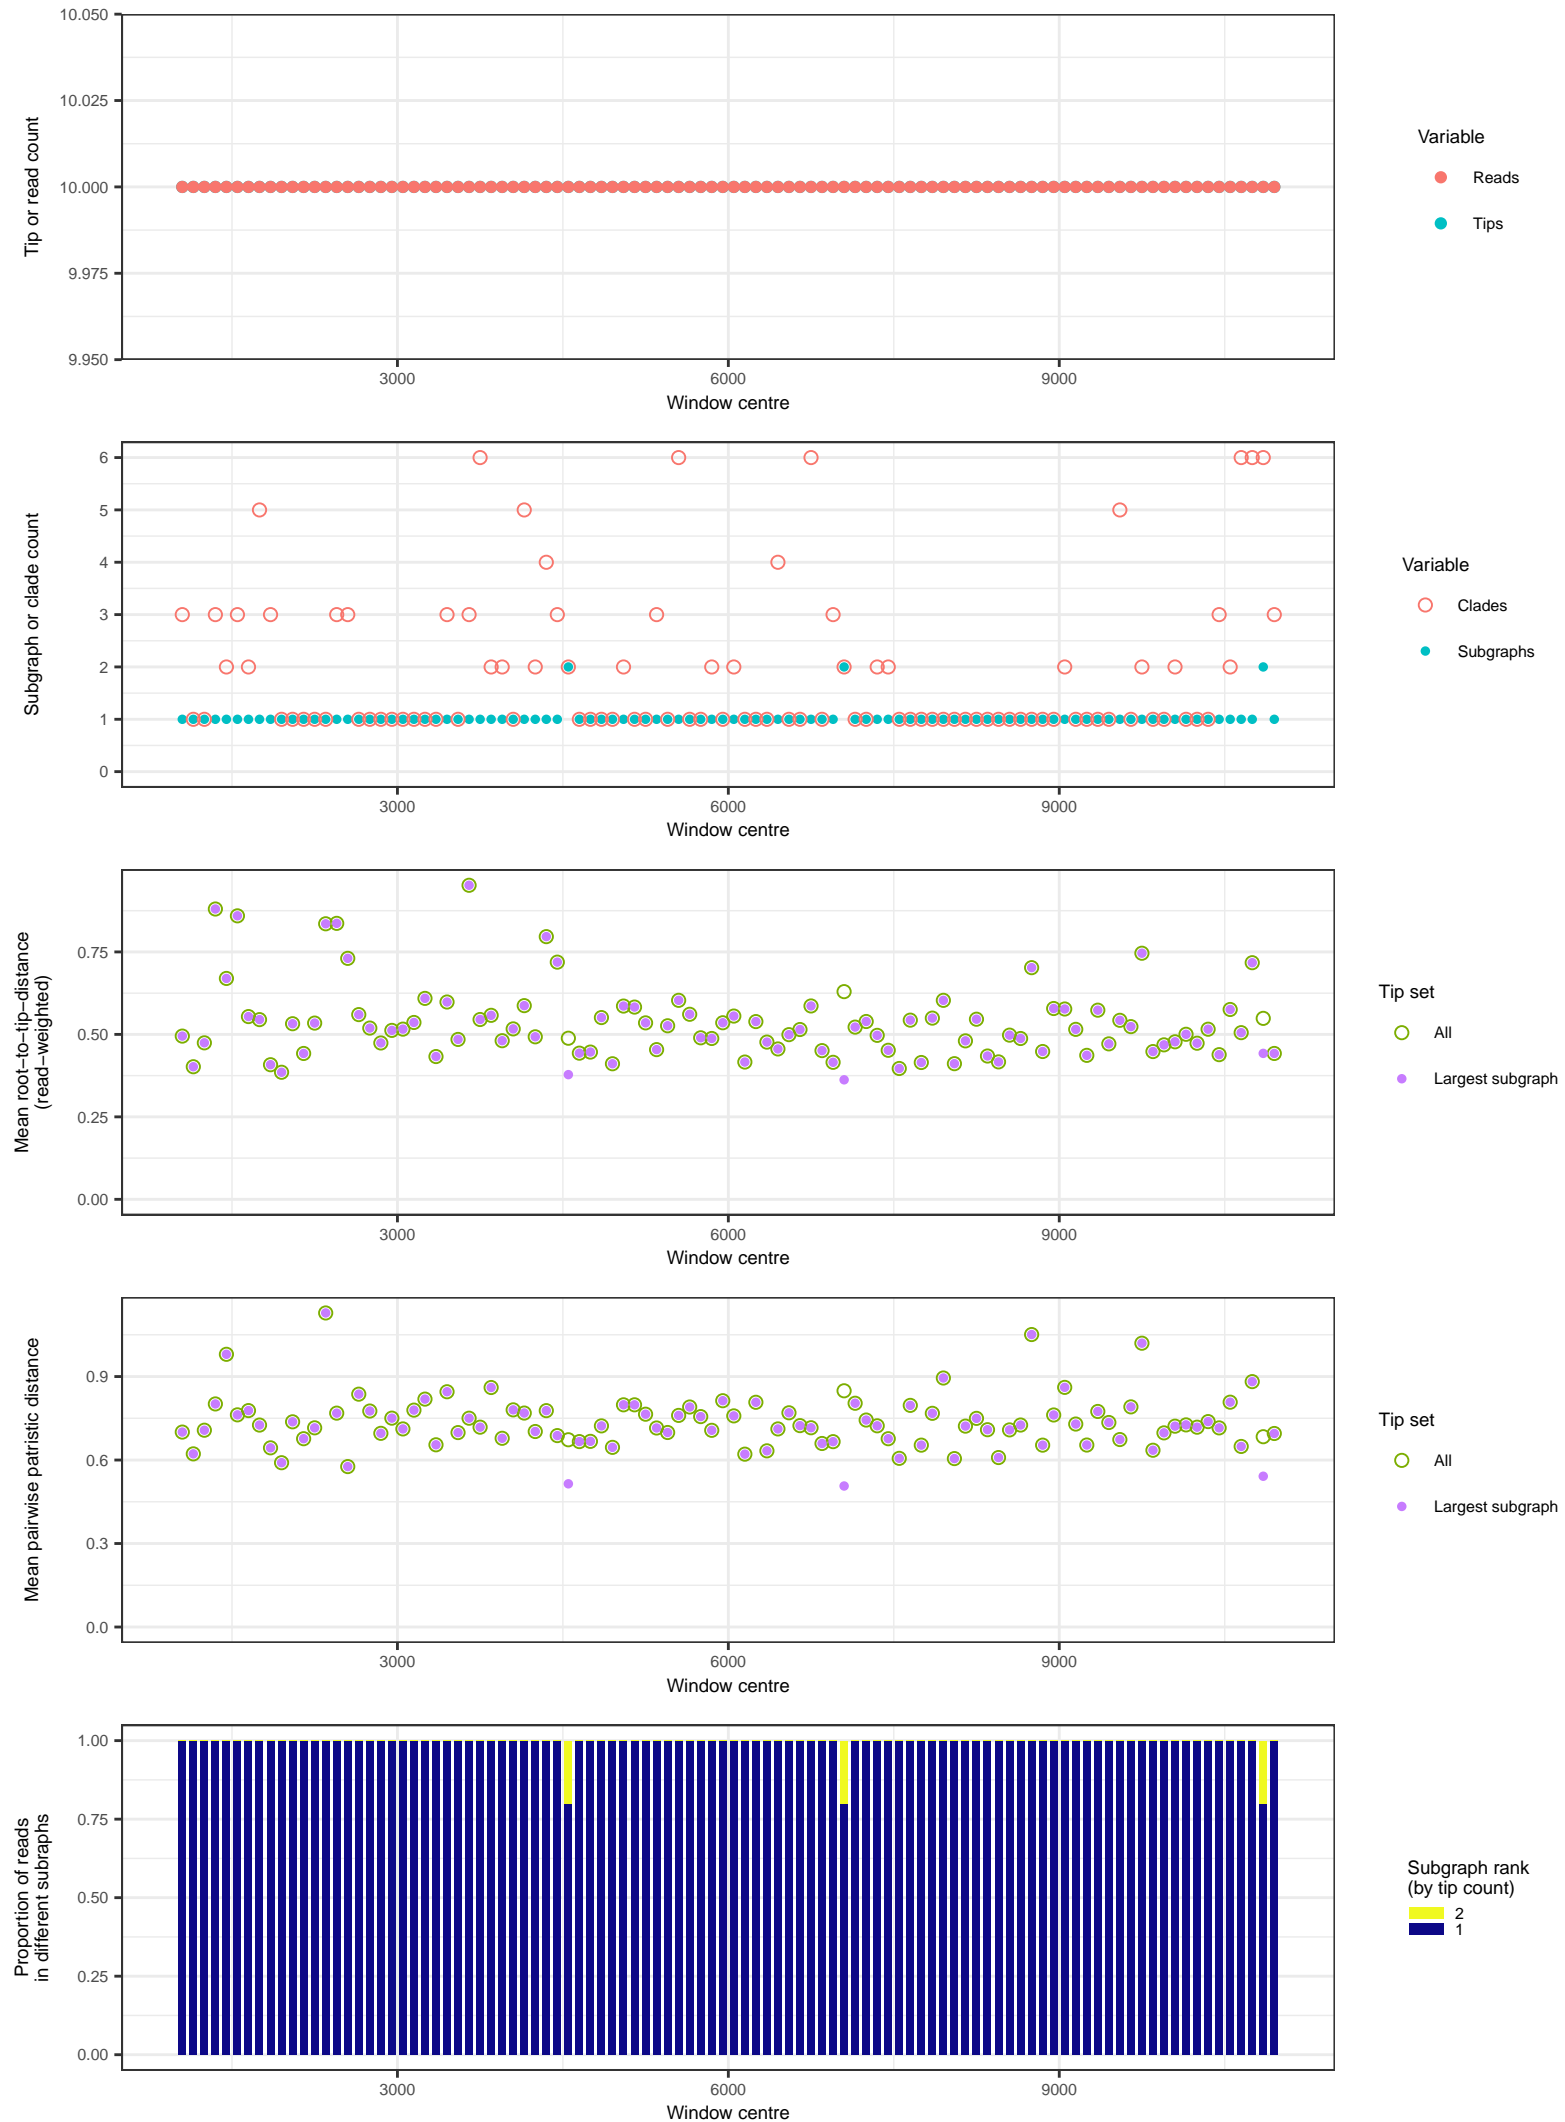 10.050
10.025
10.000
9.975
9.950
Tip or read count
3000 6000 9000
Window centre
Variable
Reads
Tips
6
5
4
3
2
1
0
Subgraph or clade count
3000 6000 9000
Window centre
Variable
Clades
Subgraphs
0.75
0.50
0.25
0.00
Mean root−to−tip−distance
(read−weighted)
3000 6000 9000
Window centre
Tip set
All
Largest subgraph
0.9
0.6
0.3
0.0
Mean pairwise patristic distance
3000 6000 9000
Window centre
Tip set
All
Largest subgraph
1.00
0.75
0.50
0.25
0.00
Proportion of reads
in different subraphs
3000 6000 9000
Window centre
Subgraph rank
(by tip count)
2
1